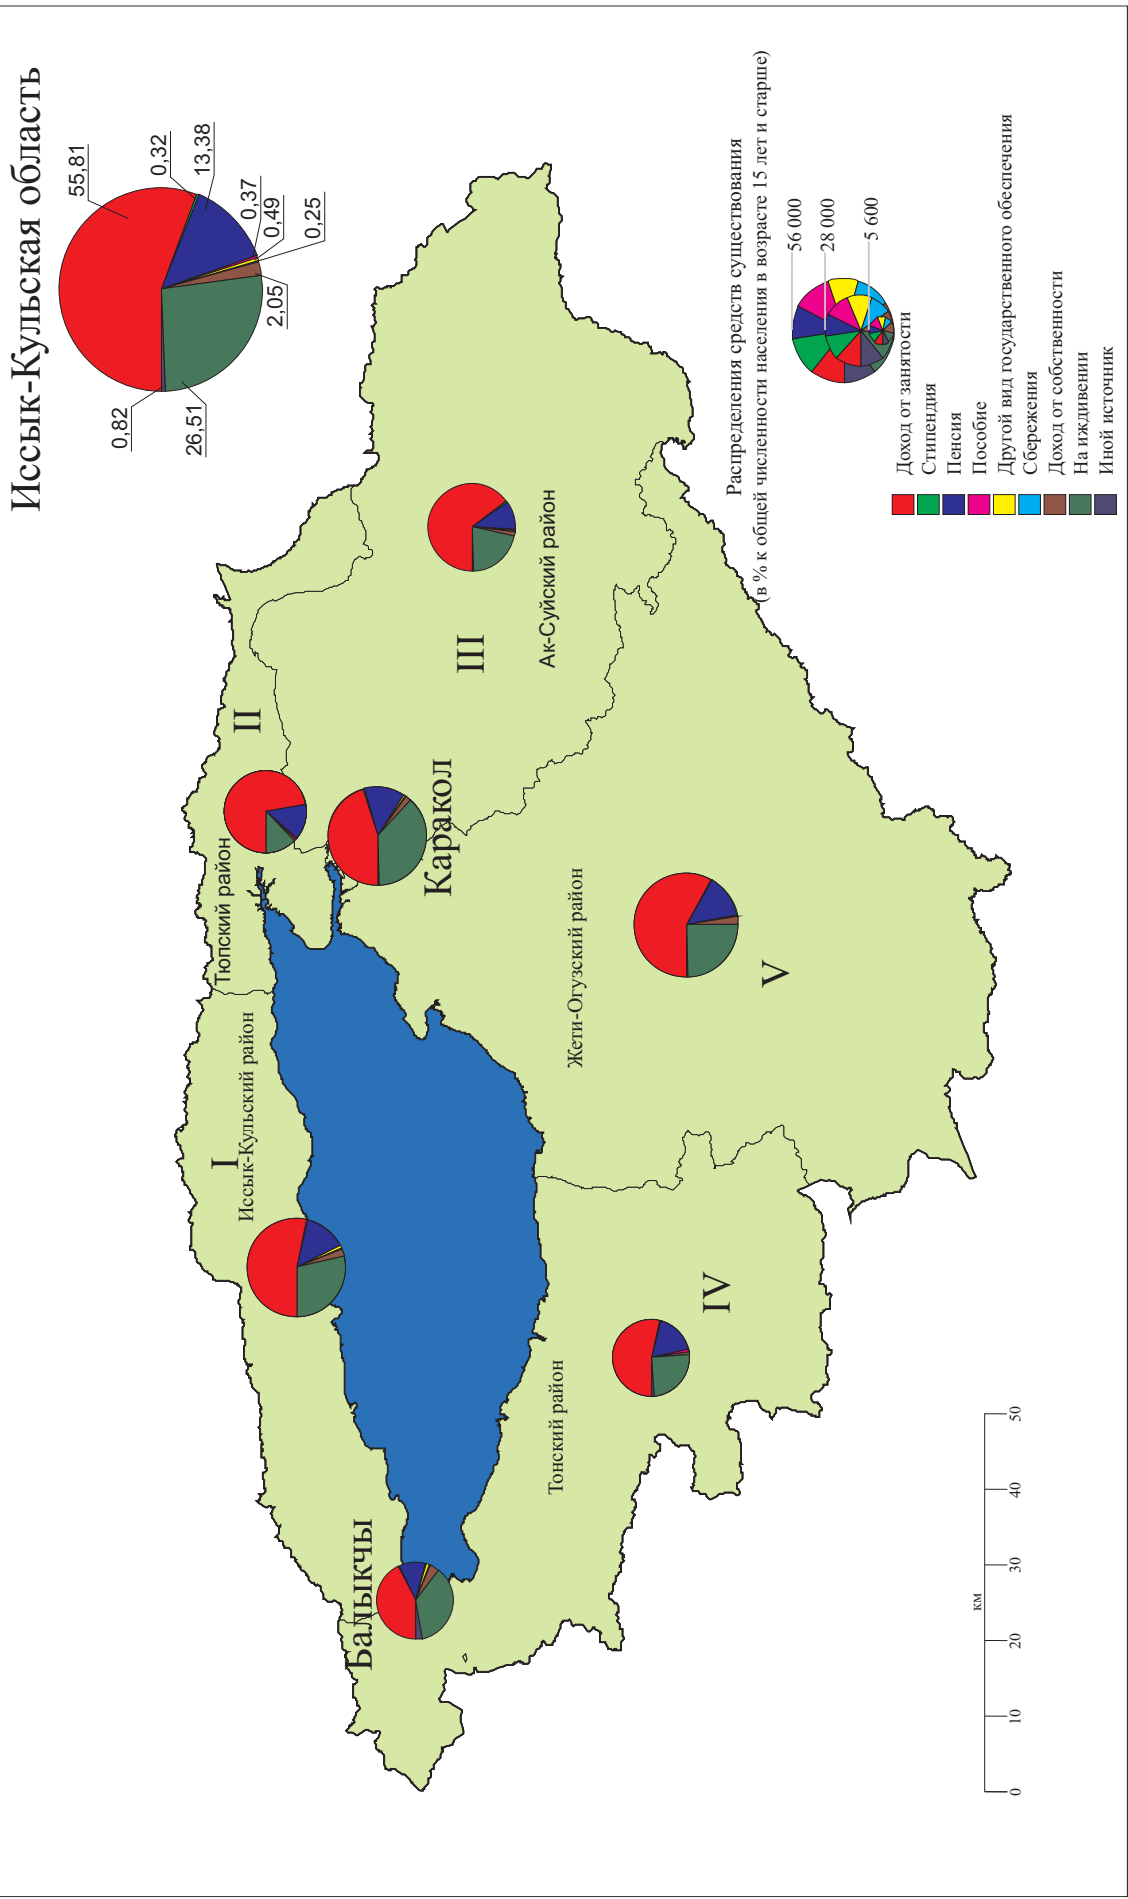 Иссык-Кульская область
55,81
0,32
13,38
0,37
0,49
0,25
2,05
26,51
0,82
Балыкчы
I
Иссык-Кульский район
Тюпский район
II
Каракол
III
Ак-Суйский район
Тонский район
IV
Жети-Огузский район
V
Распределения средств существования
(в % к общей численности населения в возрасте 15 лет и старше)
56 000
28 000
5 600
Доход от занятости
Стипендия
Пенсия
Пособие
Другой вид государственного обеспечения
Сбережения
Доход от собственности
На иждивении
Иной источник
км
0 10 20 30 40 50